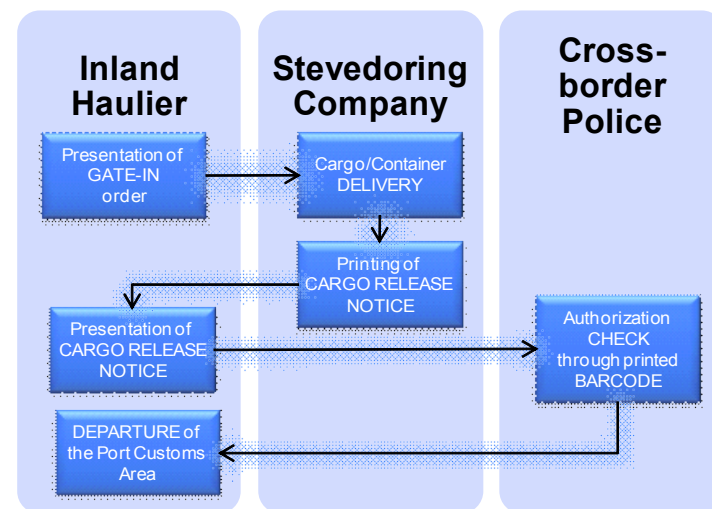 Inland
Haulier
Stevedoring
Company
Cross-
border
Police
Presentation of
GATE-IN
order
Cargo/Container
DELIVERY
Printing of
CARGO RELEASE
NOTICE
Presentation of
CARGO RELEASE
NOTICE
Authorization
CHECK
through printed
BARCODE
DEPARTURE of
the Port Customs
Area